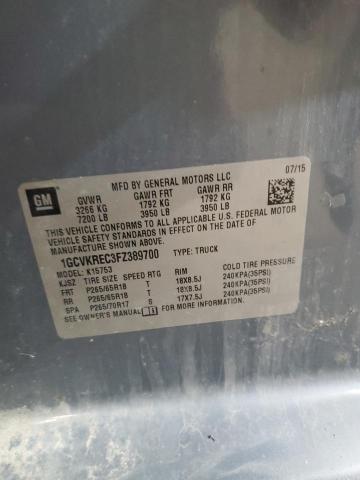 GM
MFD BY GENERAL MOTORS LLC 07/15
GVWR GAWR FRT GAWR RR
3266 KG 1792 KG 1792 KG
7200 LB 3950 LB 3950 LB
THIS VEHICLE CONFORMS TO ALL APPLICABLE U.S. FEDERAL MOTOR
VEHICLE SAFETY STANDARDS IN EFFECT ON THE DATE OF
MANUFACTURE SHOWN ABOVE.
1GCVKREC3FZ389700 TYPE: TRUCK
MODEL: K15753
KJSZ TIRE SIZE SPEED RTG RIM COLD TIRE PRESSURE
FRT P265/65R18 T 18X8.5J 240KPA(35PSI)
RR P265/65R18 T 18X8.5J 240KPA(35PSI)
SPA P265/70R17 S 17X7.5J 240KPA(35PSI)
SEE OWNER'S MANUAL FOR MORE INFORMATION.